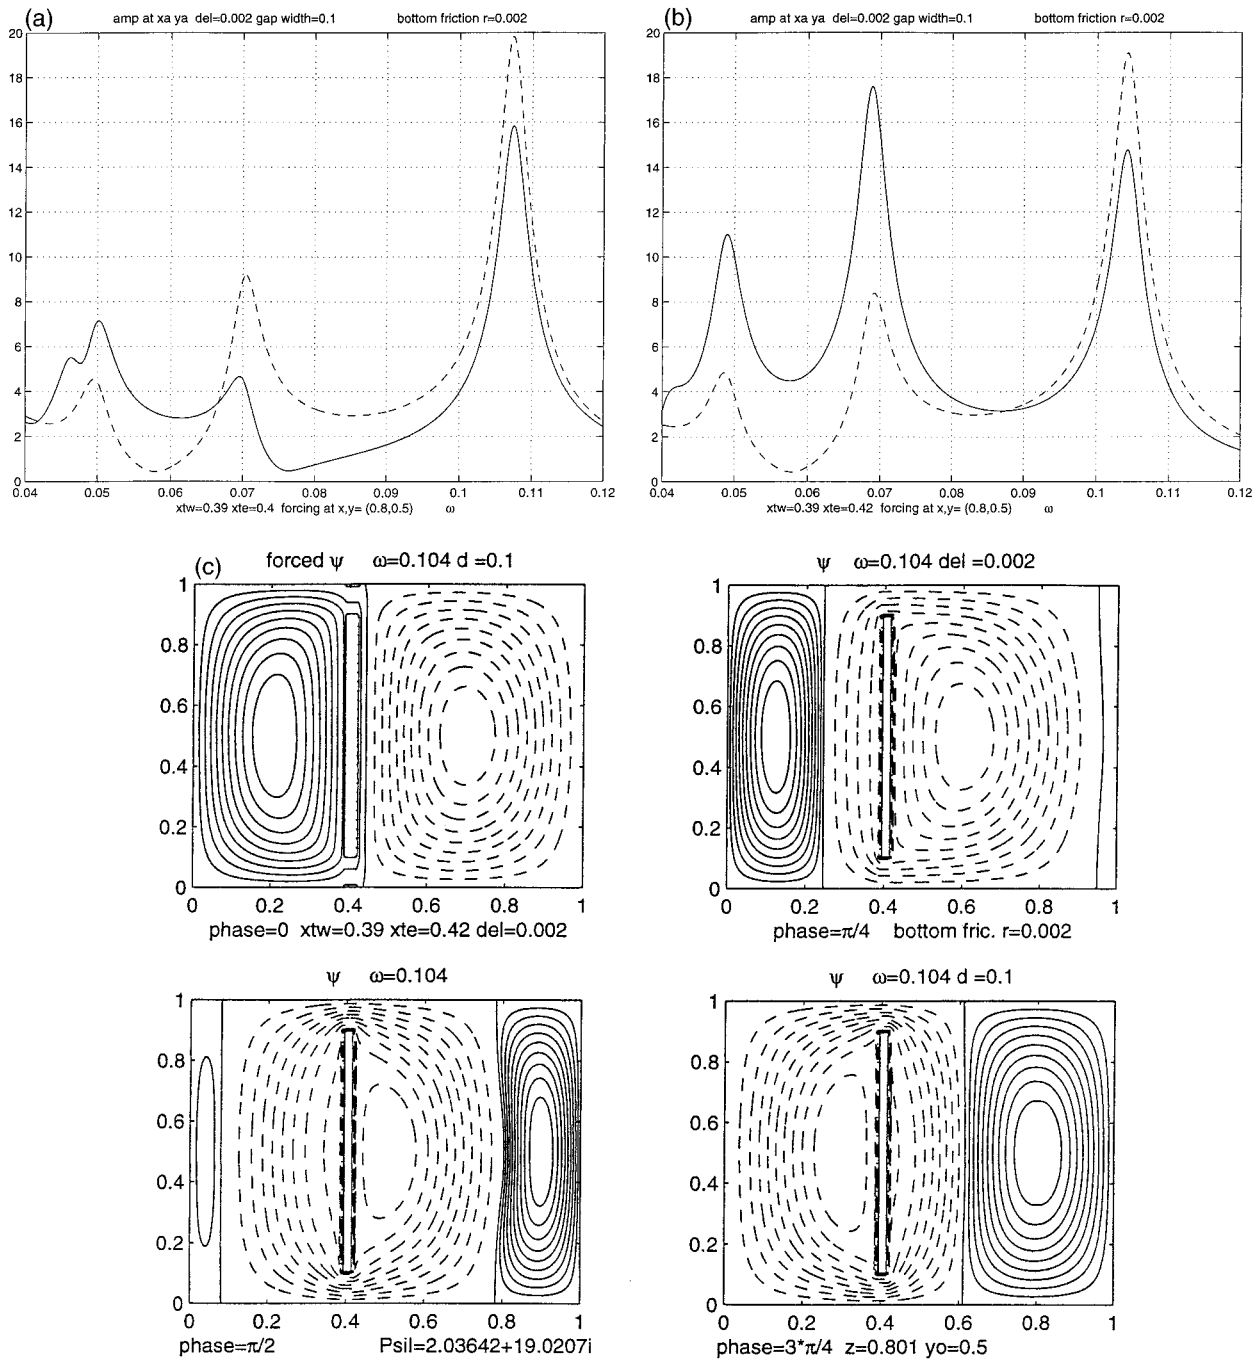 (a)
amp at xa ya del=0.002 gap width=0.1 bottom friction r=0.002
20
18
16
14
12
10
8
6
4
2
0
0.04 0.05 0.06 0.07 0.08 0.09 0.1 0.11 0.12
xtw=0.39 xte=0.4 forcing at x,y= (0.8,0.5) ω
(b)
amp at xa ya del=0.002 gap width=0.1 bottom friction r=0.002
20
18
16
14
12
10
8
6
4
2
0
0.04 0.05 0.06 0.07 0.08 0.09 0.1 0.11 0.12
xtw=0.39 xte=0.42 forcing at x,y= (0.8,0.5) ω
(c)
forced ψ ω=0.104 d =0.1
1
0.8
0.6
0.4
0.2
0
0 0.2 0.4 0.6 0.8 1
phase=0 xtw=0.39 xte=0.42 del=0.002
ψ ω=0.104 del =0.002
1
0.8
0.6
0.4
0.2
0
0 0.2 0.4 0.6 0.8 1
phase=π/4 bottom fric. r=0.002
ψ ω=0.104
1
0.8
0.6
0.4
0.2
0
0 0.2 0.4 0.6 0.8 1
phase=π/2 Psil=2.03642+19.0207i
ψ ω=0.104 d =0.1
1
0.8
0.6
0.4
0.2
0
0 0.2 0.4 0.6 0.8 1
phase=3*π/4 z=0.801 yo=0.5